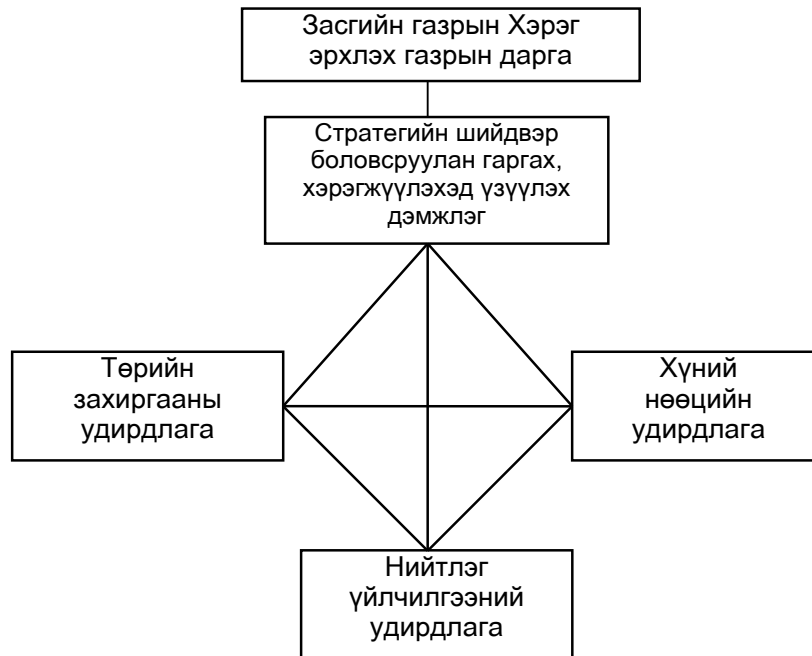 Засгийн газрын Хэрэг
эрхлэх газрын дарга
Стратегийн шийдвэр
боловсруулан гаргах,
хэрэгжүүлэхэд үзүүлэх
дэмжлэг
Төрийн
захиргааны
удирдлага
Хүний
нөөцийн
удирдлага
Нийтлэг
үйлчилгээний
удирдлага